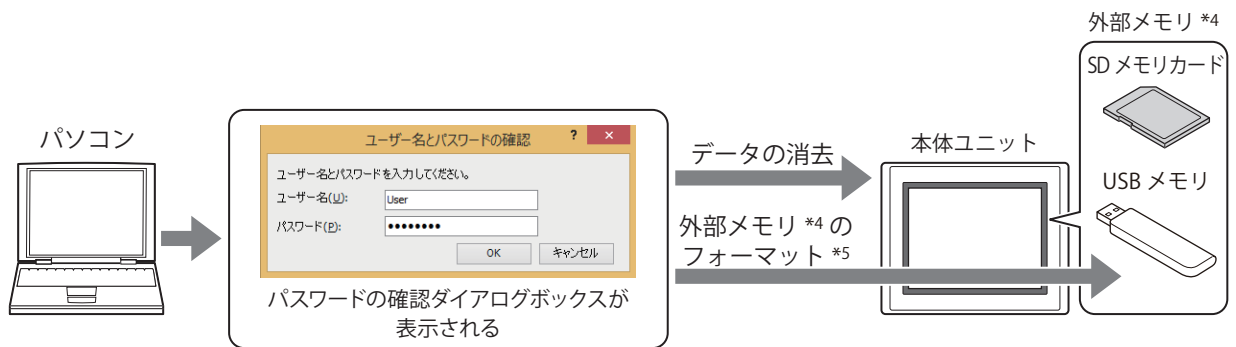 外部メモリ *4
SD メモリカード
USB メモリ
パソコン
ユーザー名とパスワードの確認
? ×
ユーザー名とパスワードを入力してください。
ユーザー名(U): User
パスワード(P): ●●●●●●●●
OK キャンセル
パスワードの確認ダイアログボックスが
表示される
データの消去
外部メモリ *4 の
フォーマット *5
本体ユニット